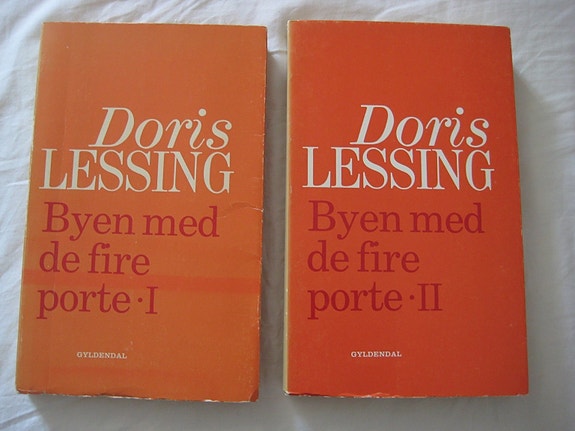 Doris
LESSING
Byen med
de fire
porte·I
GYLDENDAL
Doris
LESSING
Byen med
de fire
porte·II
GYLDENDAL